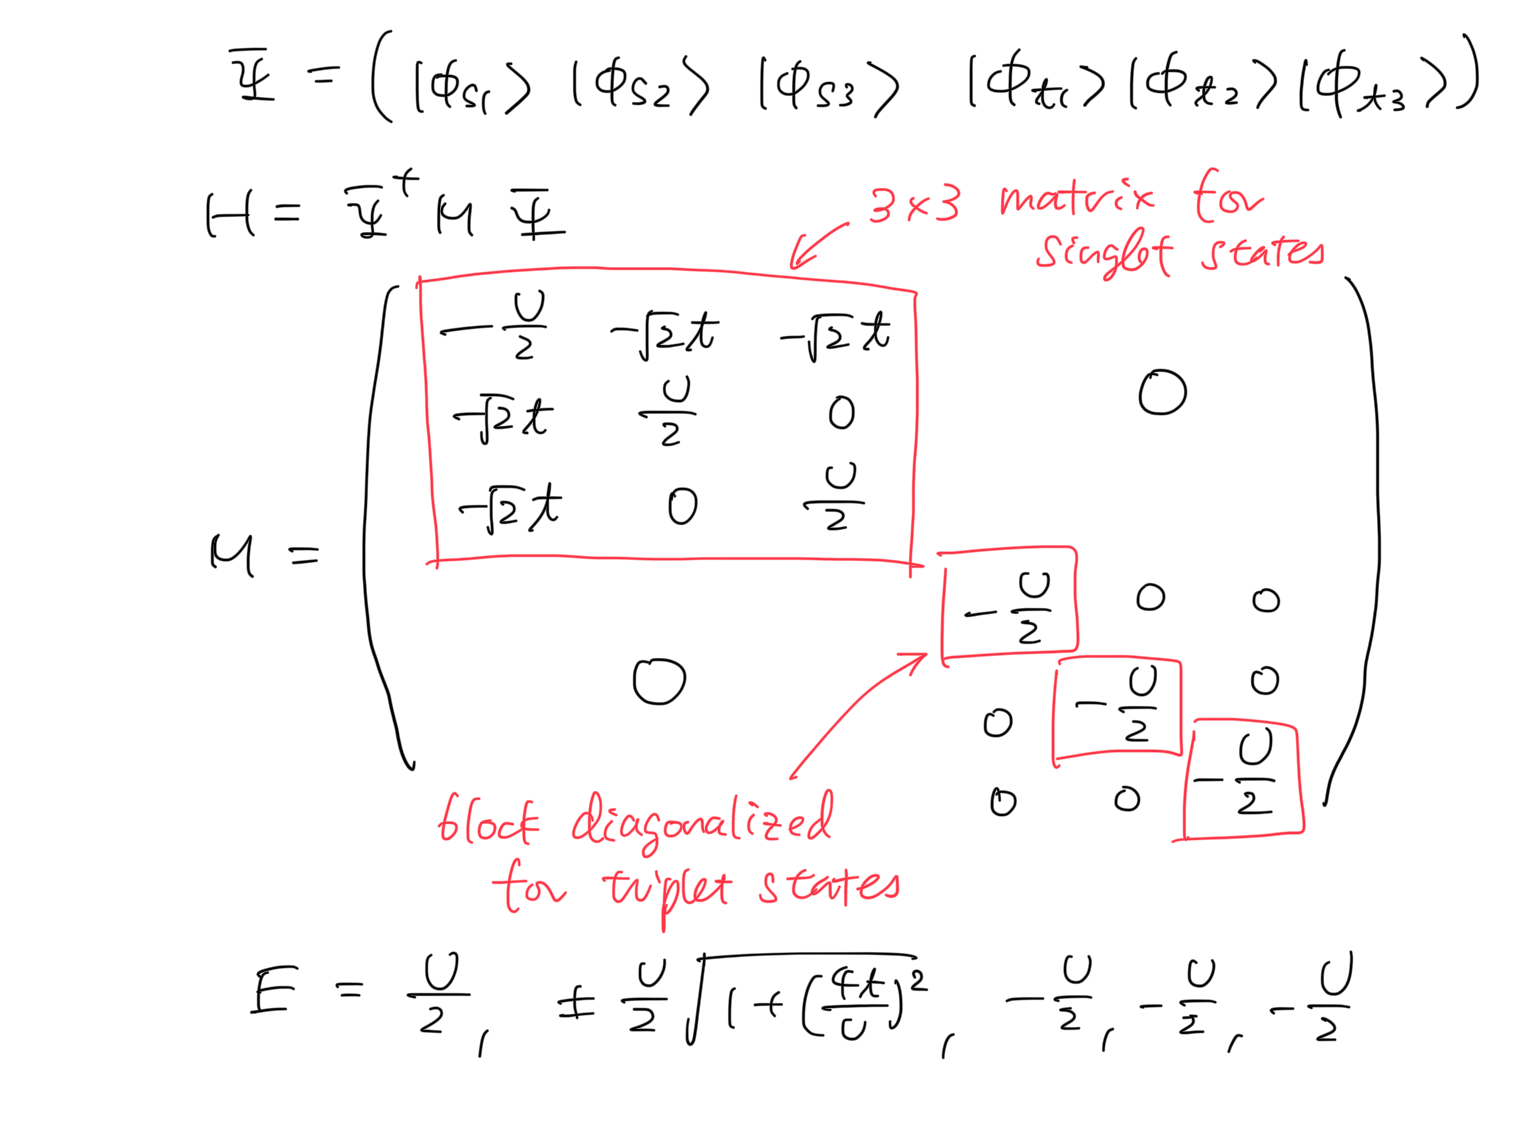 Ψ = ( |ϕs1⟩ |ϕs2⟩ |ϕs3⟩ |ϕt1⟩ |ϕt2⟩ |ϕt3⟩ )
H = Ψ† M Ψ
3×3 matrix for
singlet states
-U/2 -√2t -√2t
-√2t U/2 0 0
-√2t 0 U/2
M =
-U/2 0 0
0 0 -U/2 0
0 0 -U/2
block diagonalized
for triplet states
E = U/2, ± U/2 √(1+(4t/U)²), -U/2, -U/2, -U/2